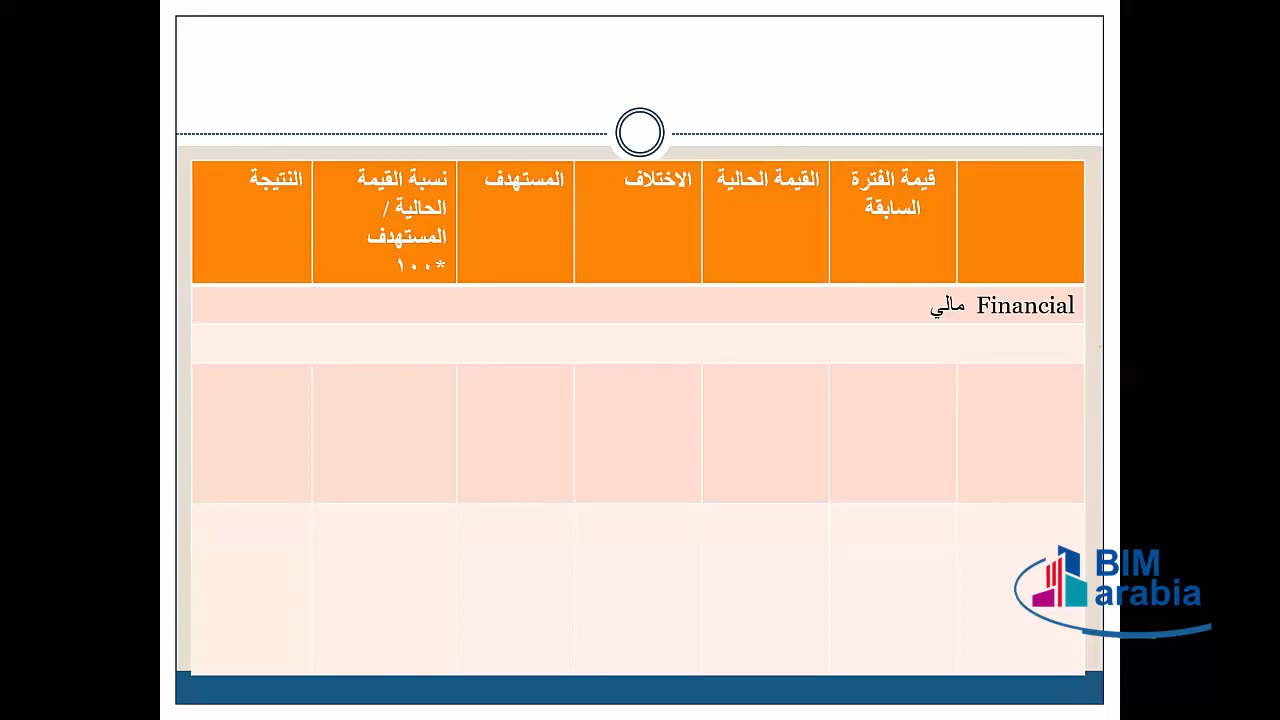 قيمة الفترة
السابقة
القيمة الحالية
الاختلاف
المستهدف
نسبة القيمة
الحالية /
المستهدف
*١٠٠
النتيجة
Financial مالي
BIM
arabia